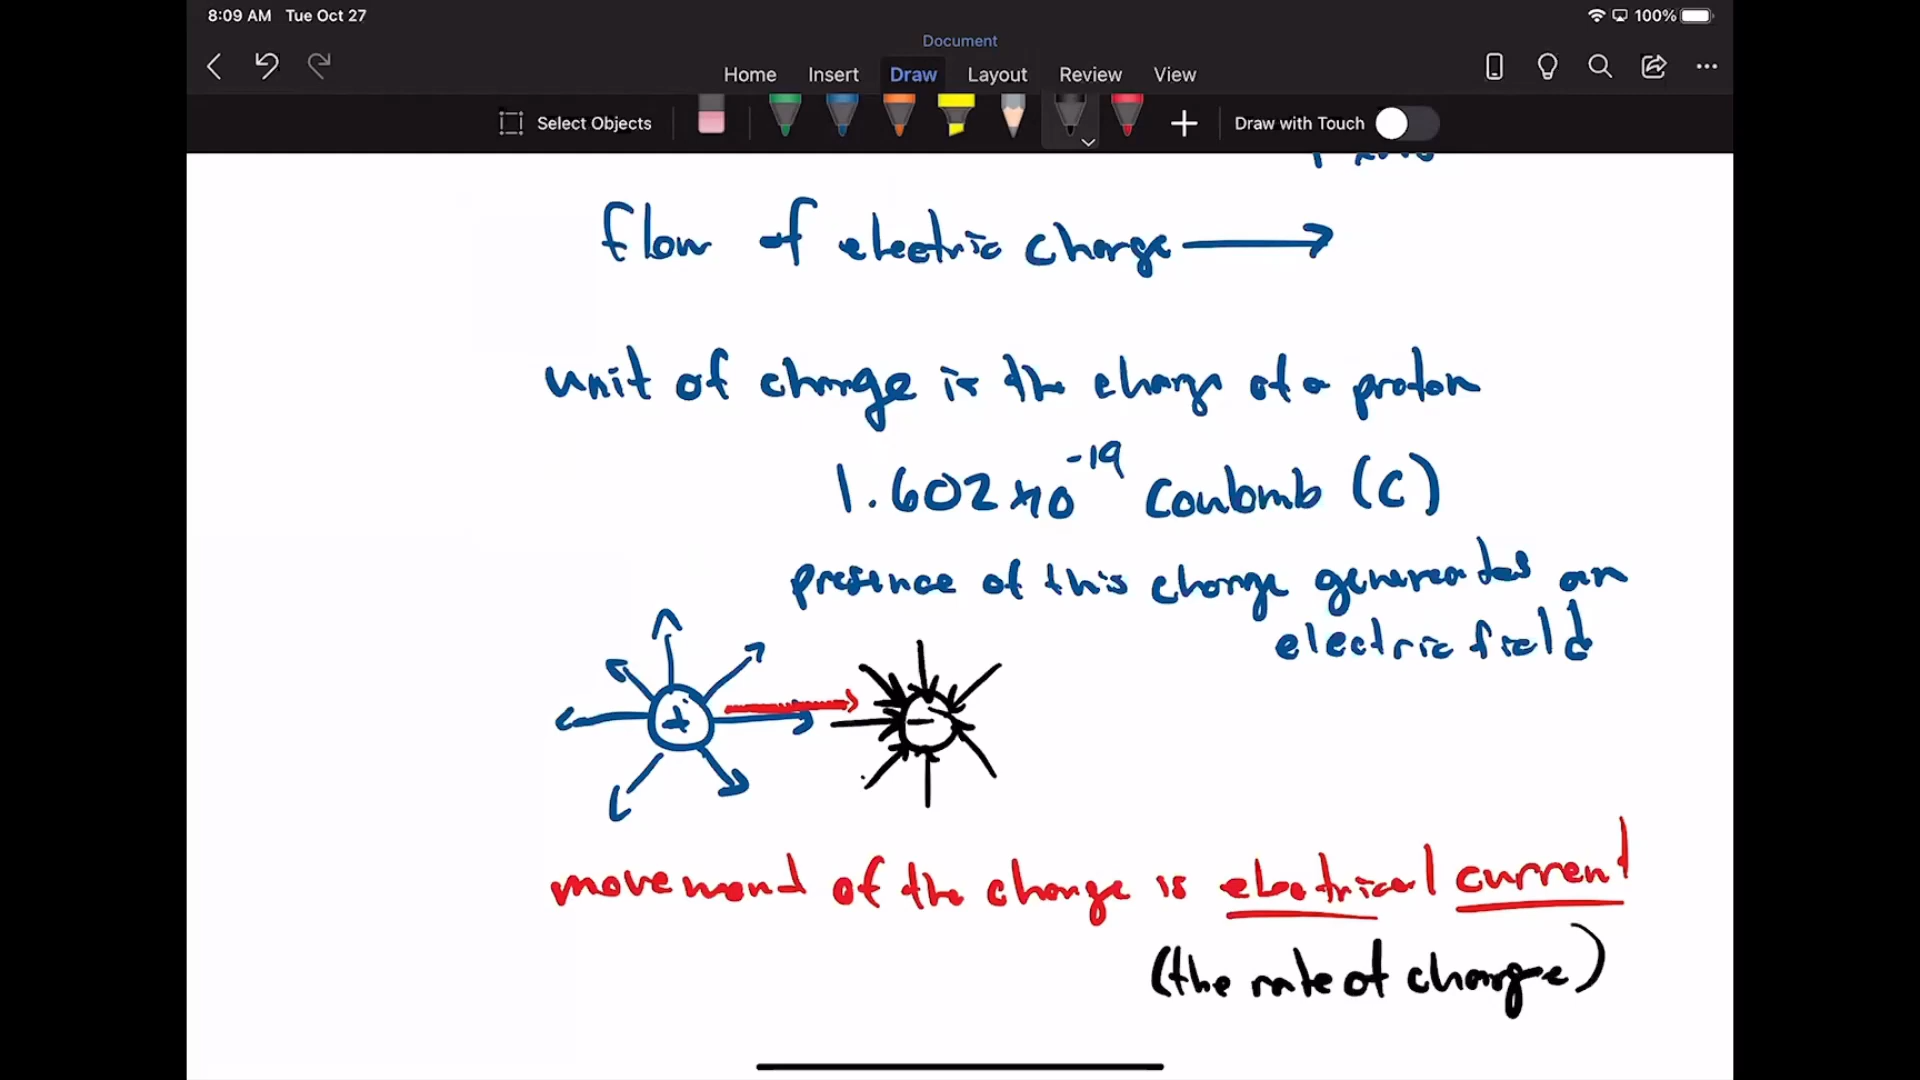 8:09 AM Tue Oct 27
100%
Document
Home Insert Draw Layout Review View
Select Objects
Draw with Touch
flow of electric charge →
unit of charge is the charge of a proton
1.602x10⁻¹⁹ Coulomb (C)
presence of this charge generates an
electric field
+
-
movement of the charge is electrical current
(the rate of charge)